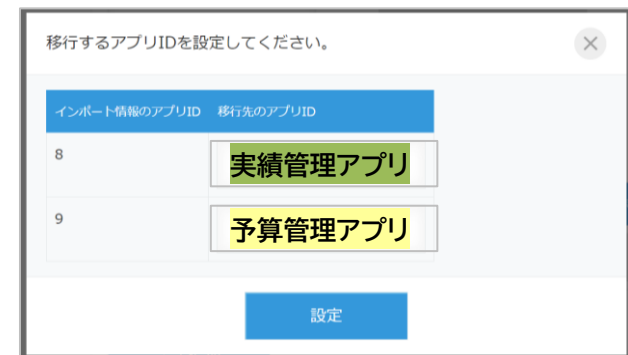 移行するアプリIDを設定してください。
インポート情報のアプリID 移行先のアプリID
8 実績管理アプリ
9 予算管理アプリ
設定